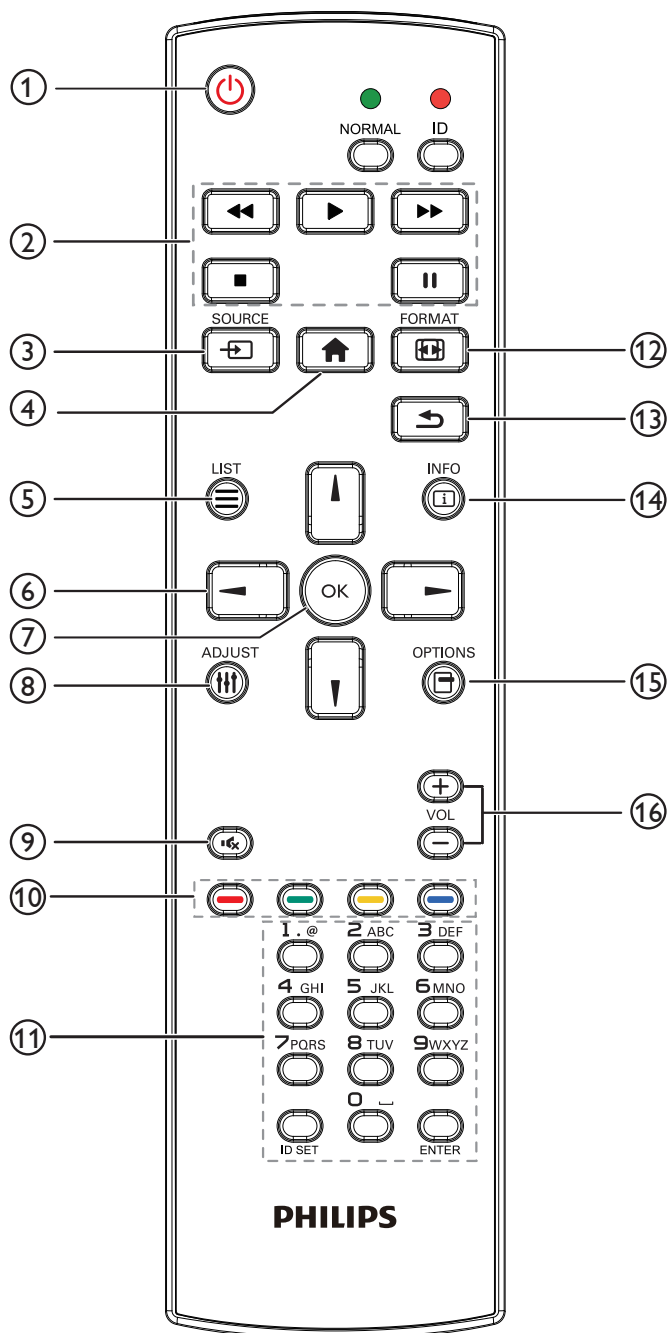 ①
NORMAL ID
②
SOURCE FORMAT
③
⑫
④
⑬
LIST INFO
⑤
⑭
⑥
OK
⑦
ADJUST OPTIONS
⑧
⑮
VOL
⑯
⑨
⑩
1 . @ 2 ABC 3 DEF
4 GHI 5 JKL 6 MNO
⑪
7 PQRS 8 TUV 9 WXYZ
0 ⎵
ID SET ENTER
PHILIPS